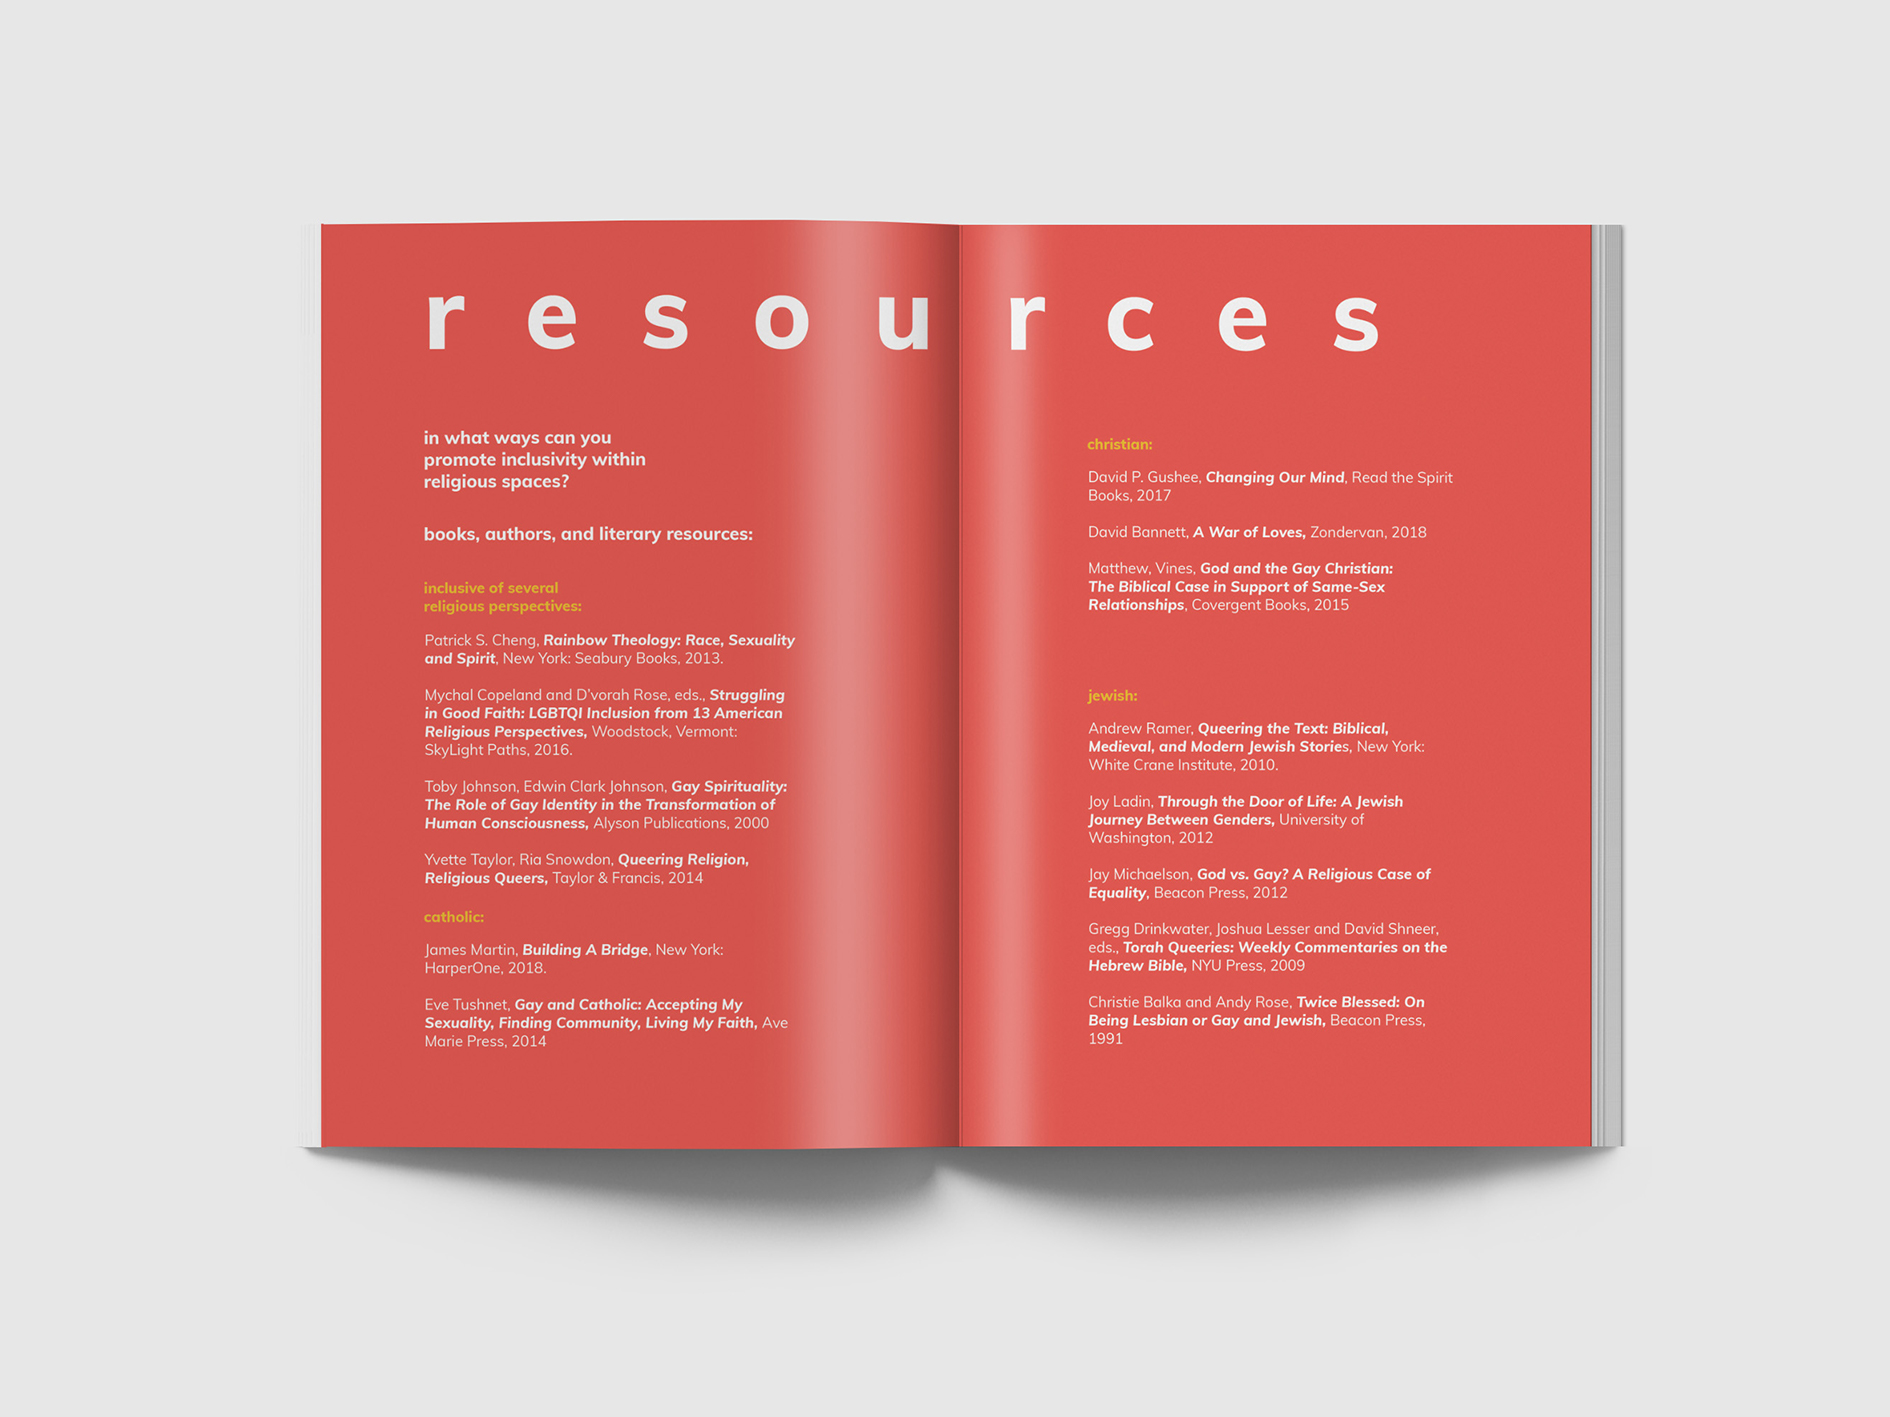 resources
in what ways can you
promote inclusivity within
religious spaces?
books, authors, and literary resources:
inclusive of several
religious perspectives:
Patrick S. Cheng, Rainbow Theology: Race, Sexuality
and Spirit, New York: Seabury Books, 2013.
Mychal Copeland and D'vorah Rose, eds., Struggling
in Good Faith: LGBTQI Inclusion from 13 American
Religious Perspectives, Woodstock, Vermont:
SkyLight Paths, 2016.
Toby Johnson, Edwin Clark Johnson, Gay Spirituality:
The Role of Gay Identity in the Transformation of
Human Consciousness, Alyson Publications, 2000
Yvette Taylor, Ria Snowdon, Queering Religion,
Religious Queers, Taylor & Francis, 2014
catholic:
James Martin, Building A Bridge, New York:
HarperOne, 2018.
Eve Tushnet, Gay and Catholic: Accepting My
Sexuality, Finding Community, Living My Faith, Ave
Marie Press, 2014
christian:
David P. Gushee, Changing Our Mind, Read the Spirit
Books, 2017
David Bannett, A War of Loves, Zondervan, 2018
Matthew, Vines, God and the Gay Christian:
The Biblical Case in Support of Same-Sex
Relationships, Covergent Books, 2015
jewish:
Andrew Ramer, Queering the Text: Biblical,
Medieval, and Modern Jewish Stories, New York:
White Crane Institute, 2010.
Joy Ladin, Through the Door of Life: A Jewish
Journey Between Genders, University of
Washington, 2012
Jay Michaelson, God vs. Gay? A Religious Case of
Equality, Beacon Press, 2012
Gregg Drinkwater, Joshua Lesser and David Shneer,
eds., Torah Queeries: Weekly Commentaries on the
Hebrew Bible, NYU Press, 2009
Christie Balka and Andy Rose, Twice Blessed: On
Being Lesbian or Gay and Jewish, Beacon Press,
1991